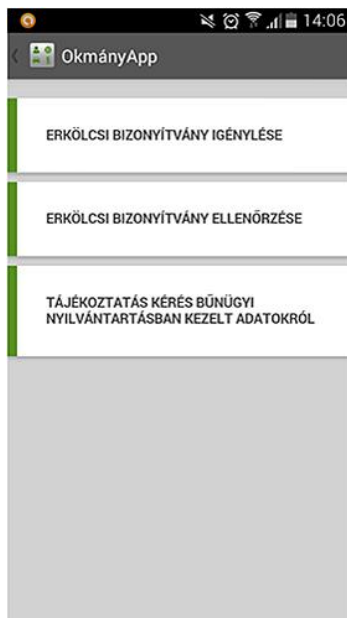 14:06
OkmányApp
ERKÖLCSI BIZONYÍTVÁNY IGÉNYLÉSE
ERKÖLCSI BIZONYÍTVÁNY ELLENŐRZÉSE
TÁJÉKOZTATÁS KÉRÉS BŰNÜGYI
NYILVÁNTARTÁSBAN KEZELT ADATOKRÓL